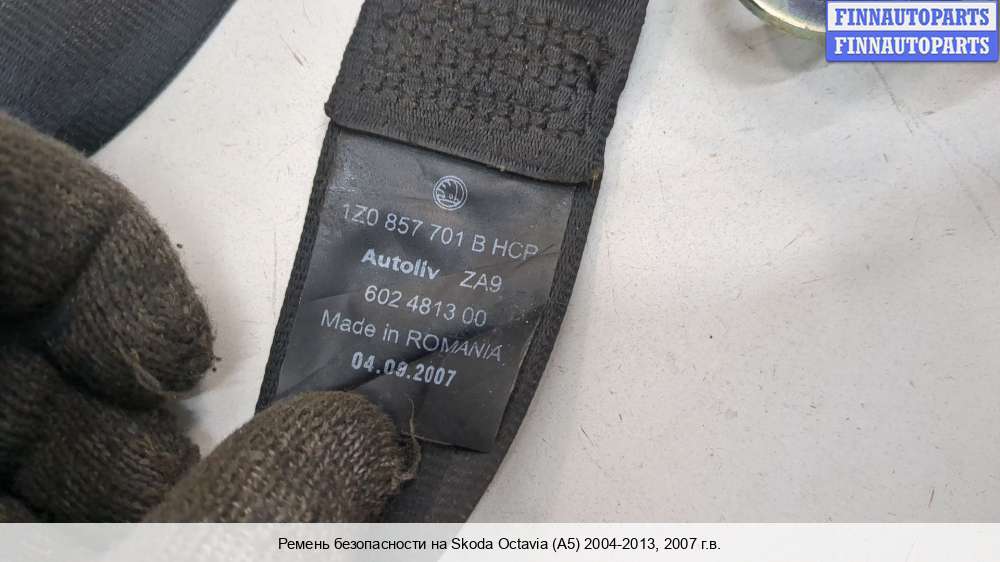 FINNAUTOPARTS
FINNAUTOPARTS
1Z0 857 701 B HCP
Autoliv ZA9
602 4813 00
Made in ROMANIA
04.09.2007
Ремень безопасности на Skoda Octavia (A5) 2004-2013, 2007 г.в.